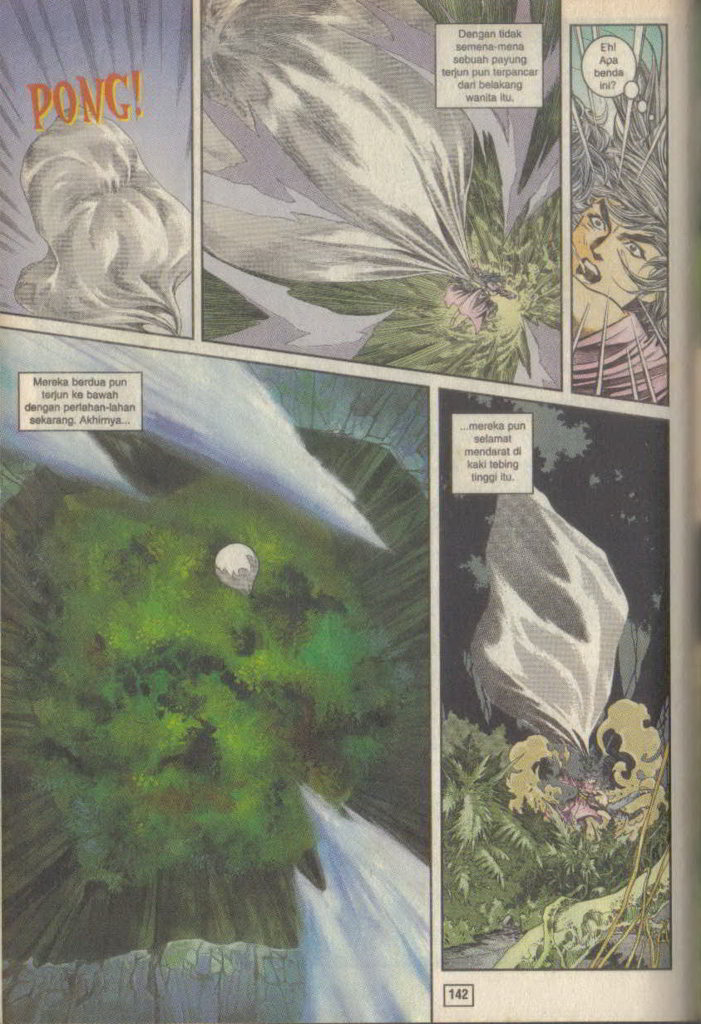 PONG!
Dengan tidak
semena-mena
sebuah payung
terjun pun terpancar
dari belakang
wanita itu.
Eh!
Apa
benda
ini?
Mereka berdua pun
terjun ke bawah
dengan perlahan-lahan
sekarang. Akhirnya...
...mereka pun
selamat
mendarat di
kaki tebing
tinggi itu.
142